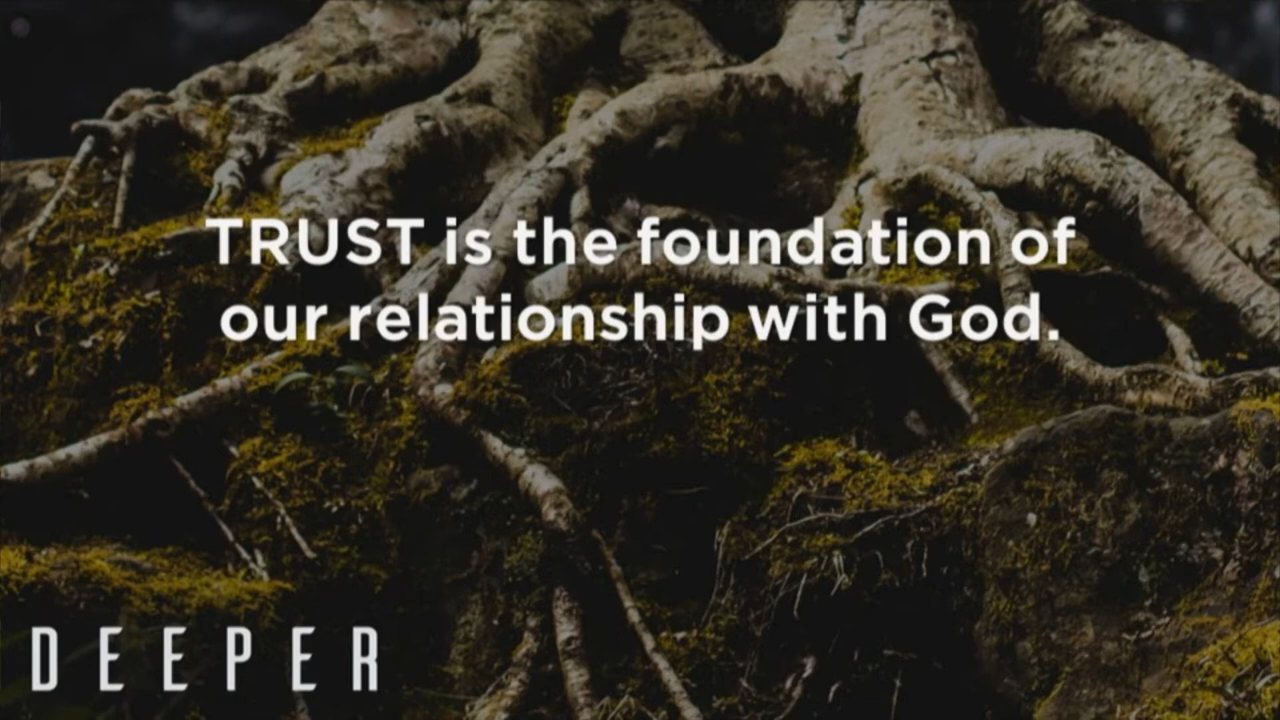 TRUST is the foundation of
our relationship with God.
DEEPER